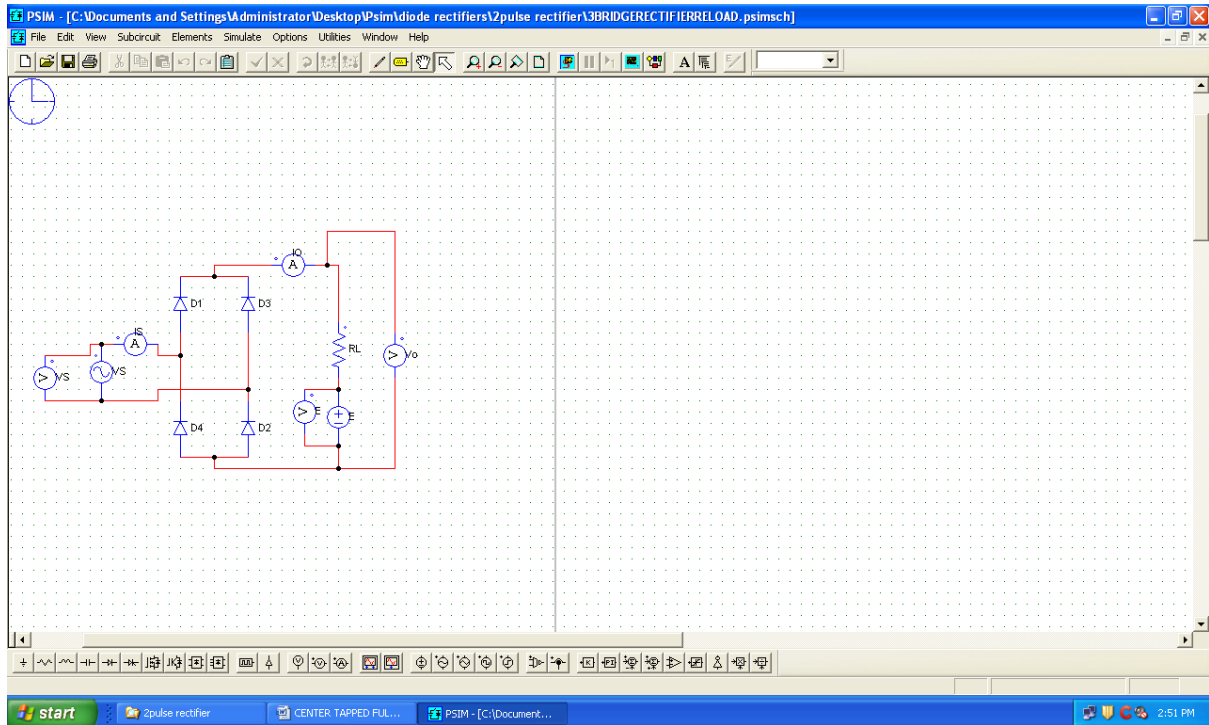 PSIM - [C:\Documents and Settings\Administrator\Desktop\Psim\diode rectifiers\2pulse rectifier\3BRIDGERECTIFIERRELOAD.psimsch]
File Edit View Subcircuit Elements Simulate Options Utilities Window Help
IO
A
D1
D3
IS
A
RL
V
Vo
V
VS
VS
V
E
E
D4
D2
start
2pulse rectifier
CENTER TAPPED FUL...
PSIM - [C:\Document...
2:51 PM